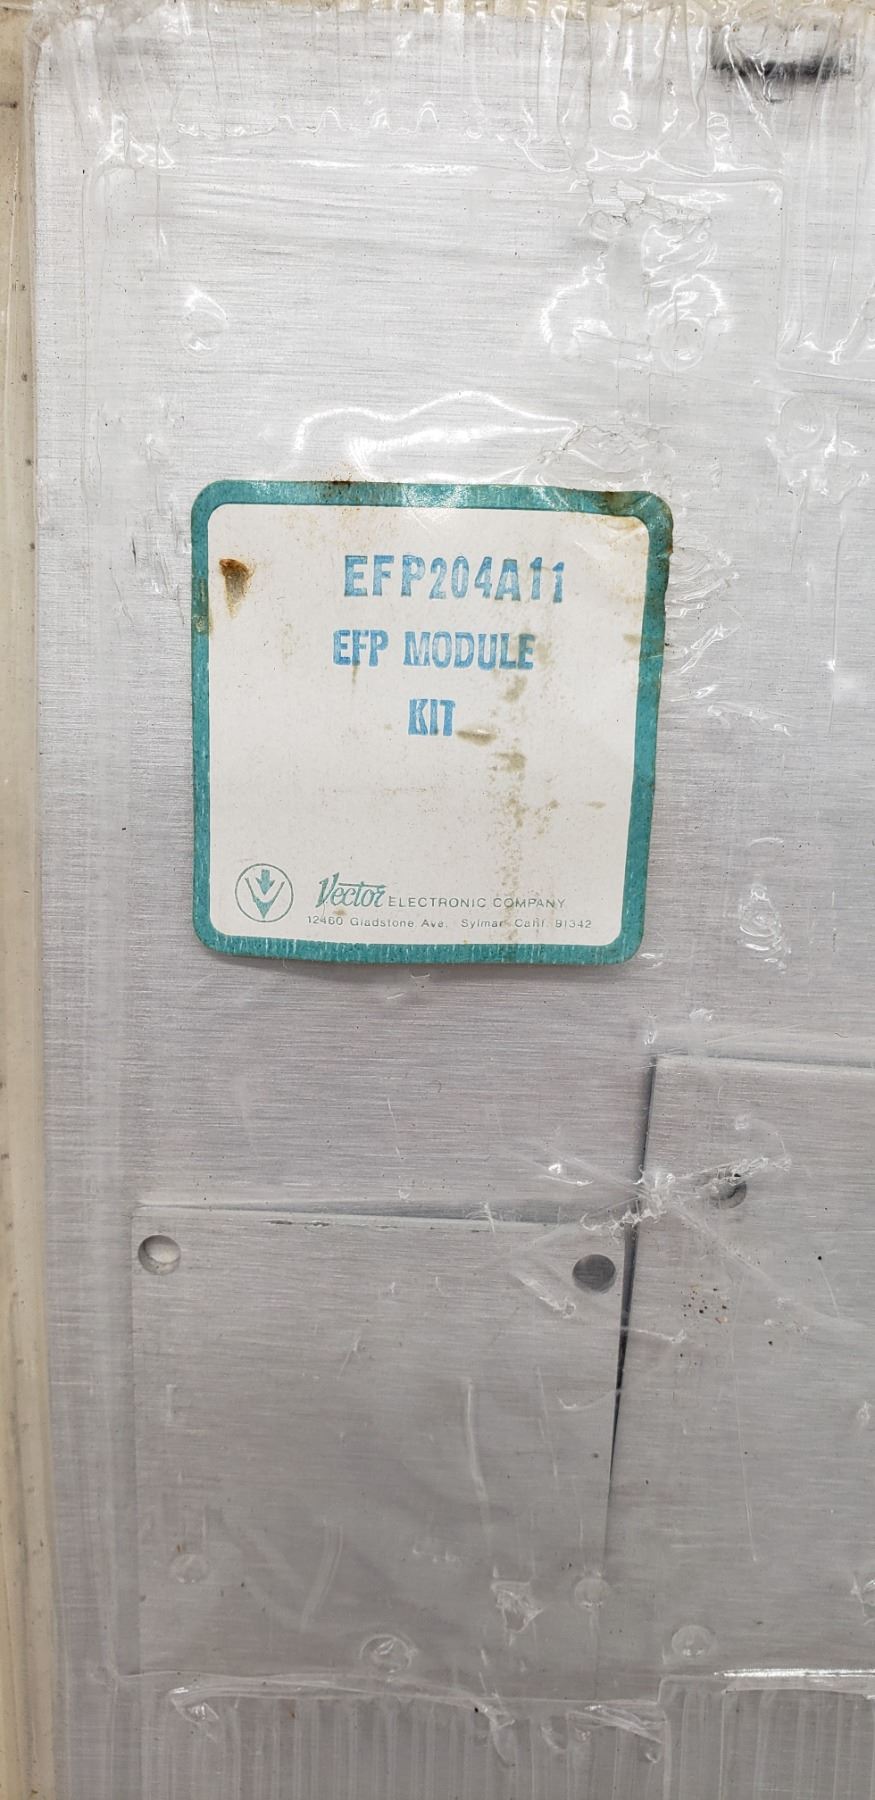 EFP204A11
EFP MODULE
KIT
Vector ELECTRONIC COMPANY
12460 Gladstone Ave. Sylmar Calif. 91342